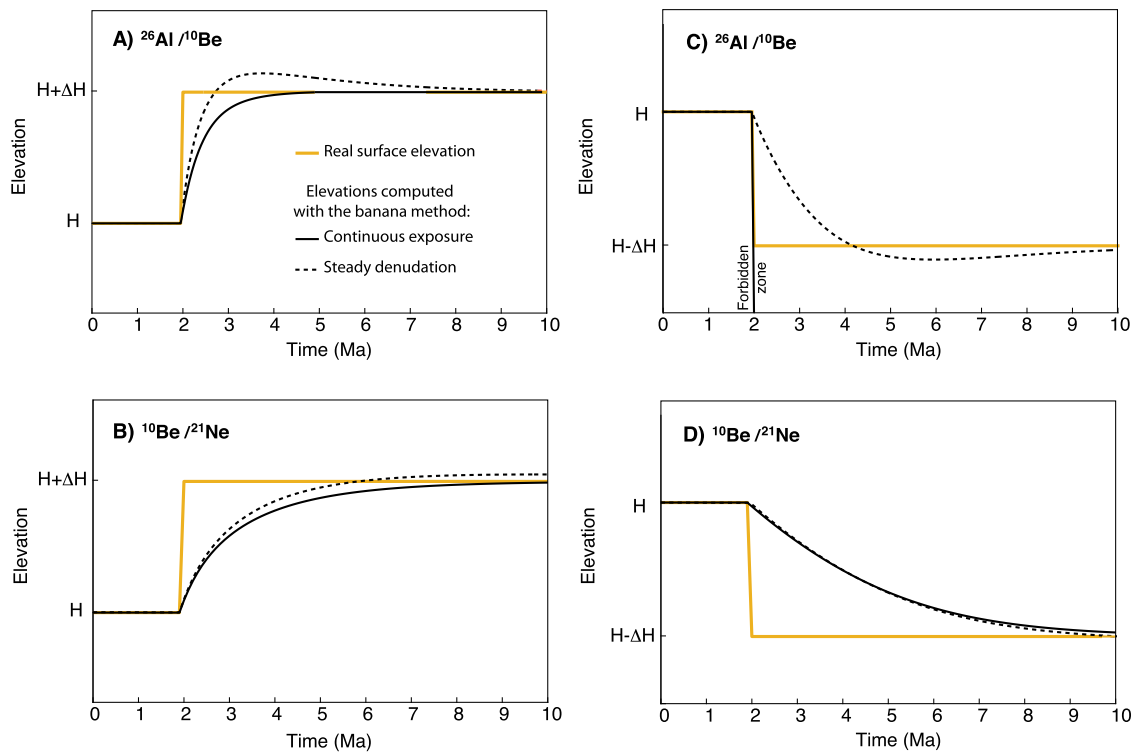 A) ²⁶Al /¹⁰Be
H+ΔH
H
Elevation
Real surface elevation
Elevations computed
with the banana method:
Continuous exposure
Steady denudation
0 1 2 3 4 5 6 7 8 9 10
Time (Ma)
C) ²⁶Al /¹⁰Be
H
H-ΔH
Elevation
Forbidden
zone
0 1 2 3 4 5 6 7 8 9 10
Time (Ma)
B) ¹⁰Be /²¹Ne
H+ΔH
H
Elevation
0 1 2 3 4 5 6 7 8 9 10
Time (Ma)
D) ¹⁰Be /²¹Ne
H
H-ΔH
Elevation
0 1 2 3 4 5 6 7 8 9 10
Time (Ma)